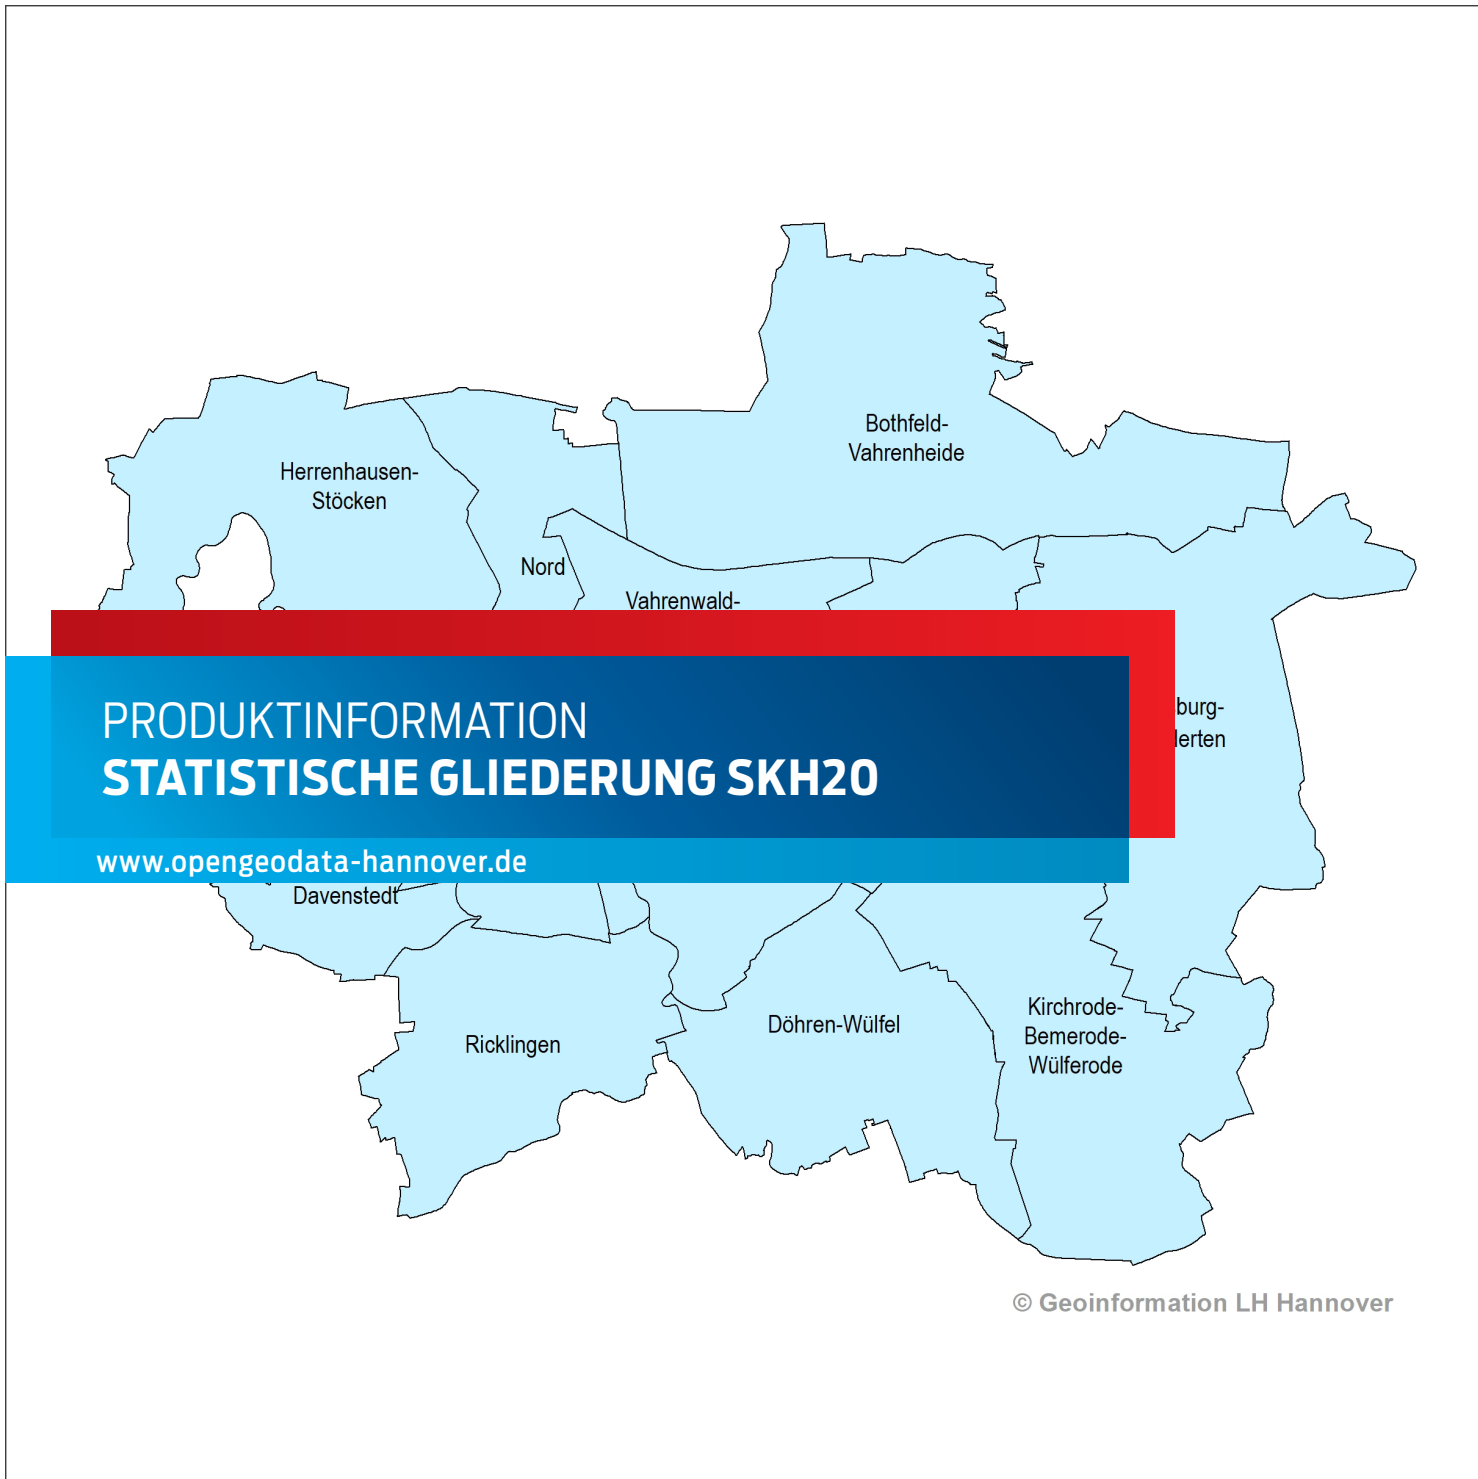 Bothfeld-
Vahrenheide
Herrenhausen-
Stöcken
Nord
Vahrenwald-
burg-
PRODUKTINFORMATION
STATISTISCHE GLIEDERUNG SKH20
www.opengeodata-hannover.de
Davenstedt
Kirchrode-
Bemerode-
Wülferode
Döhren-Wülfel
Ricklingen
© Geoinformation LH Hannover